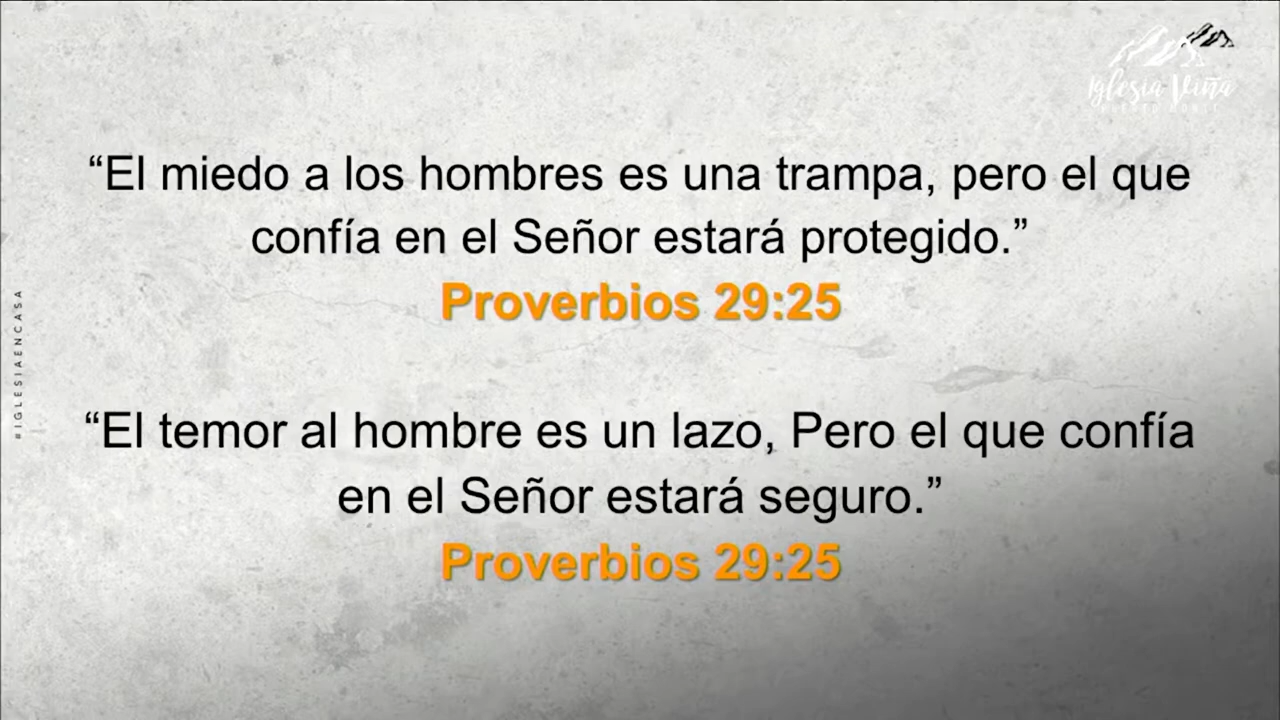 Iglesia Viña
“El miedo a los hombres es una trampa, pero el que
confía en el Señor estará protegido.”
Proverbios 29:25
#IGLESIAENCASA
“El temor al hombre es un lazo, Pero el que confía
en el Señor estará seguro.”
Proverbios 29:25